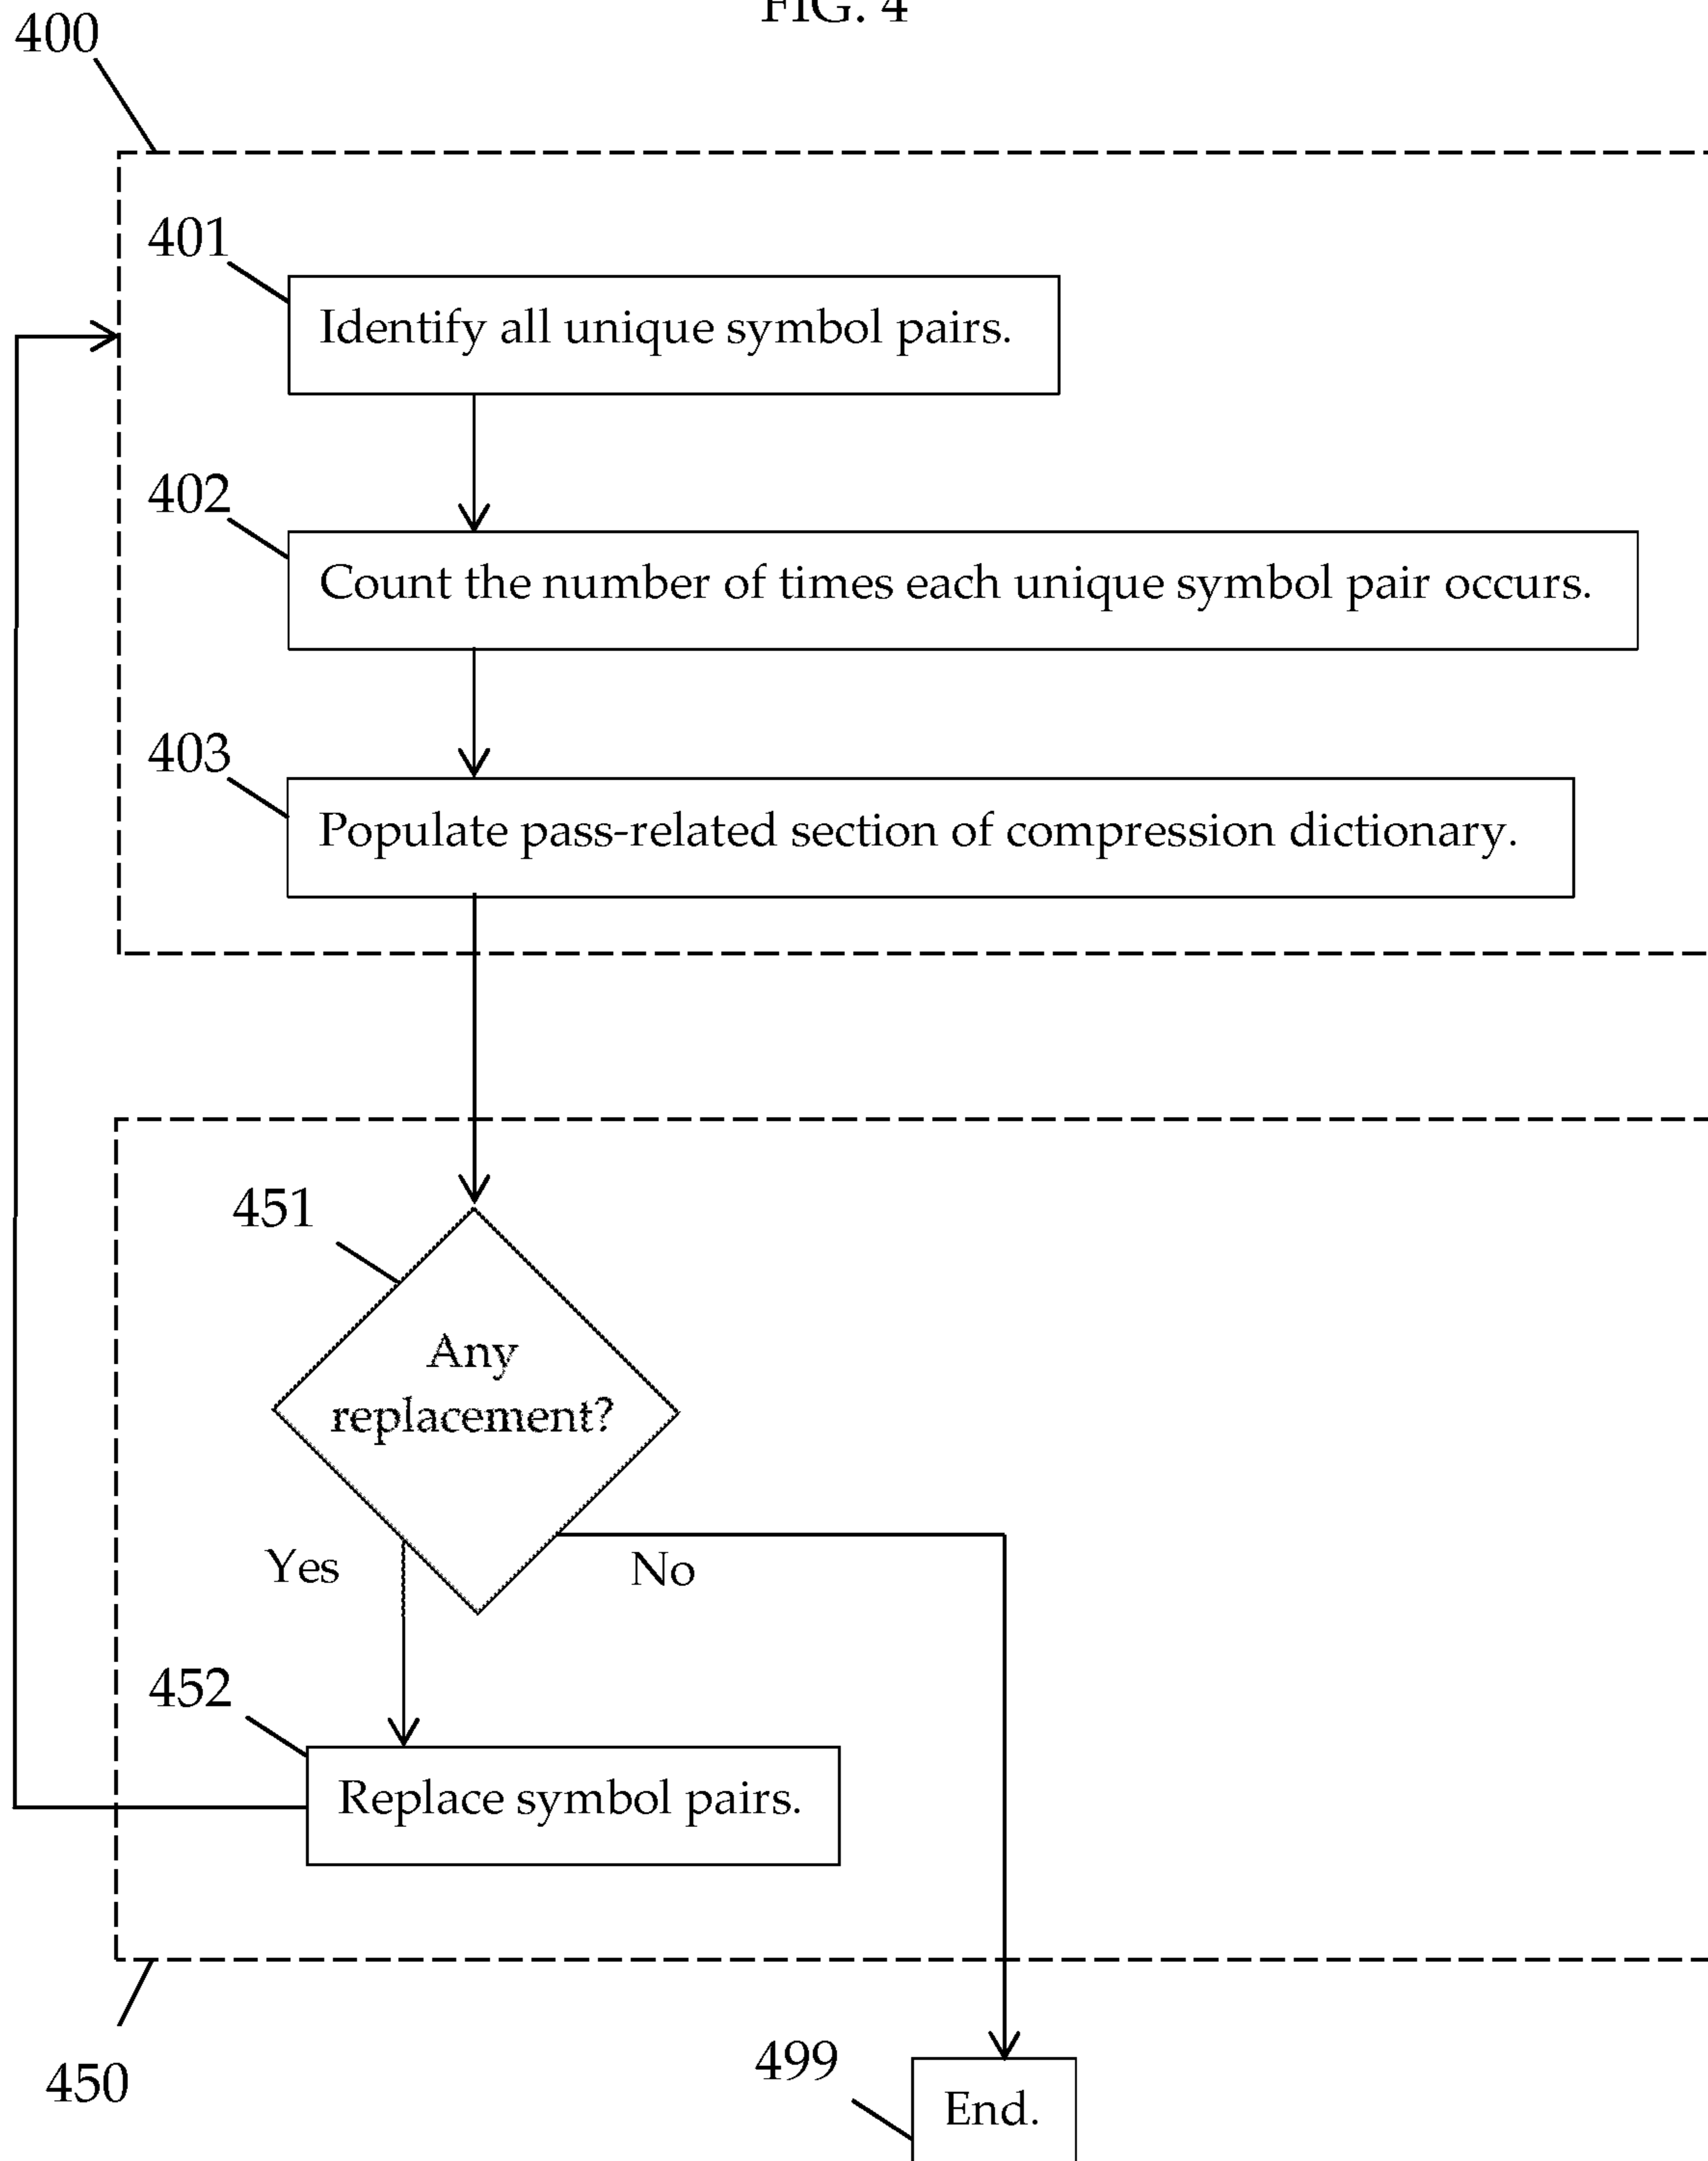 FIG. 4
400
401
Identify all unique symbol pairs.
402
Count the number of times each unique symbol pair occurs.
403
Populate pass-related section of compression dictionary.
451
Any
replacement?
Yes
No
452
Replace symbol pairs.
450
499
End.